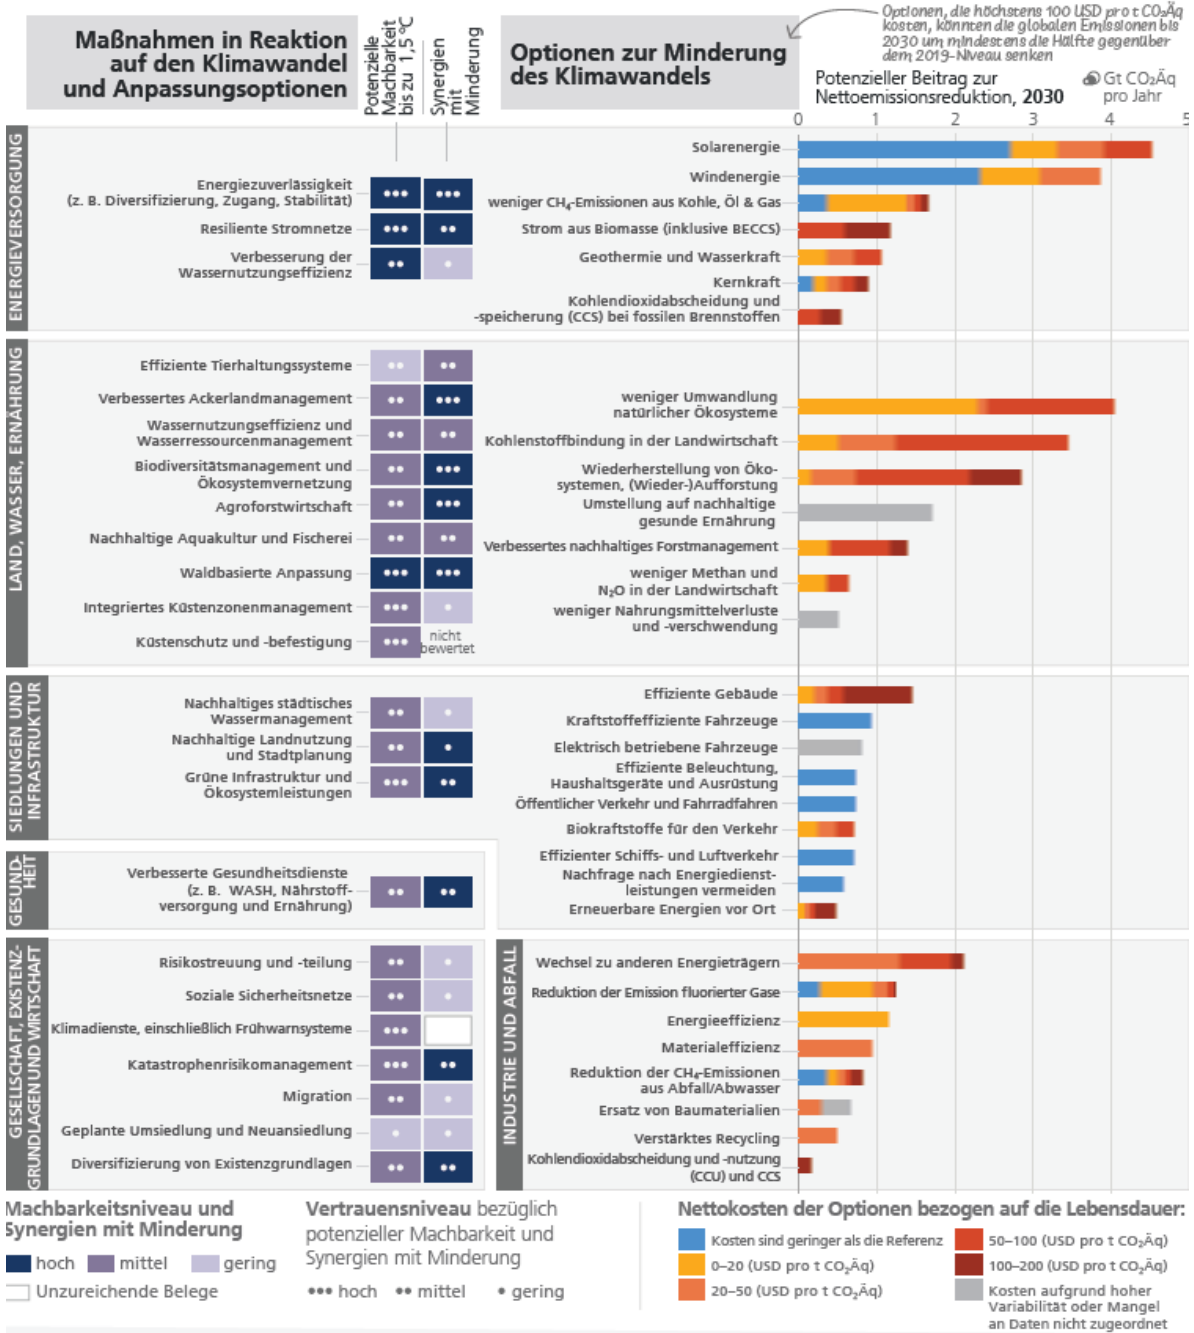 Maßnahmen in Reaktion
auf den Klimawandel
und Anpassungsoptionen
Potenzielle
Machbarkeit
bis zu 1,5 °C
Synergien
mit
Minderung
Optionen zur Minderung
des Klimawandels
Optionen, die höchstens 100 USD pro t CO₂Äq
kosten, könnten die globalen Emissionen bis
2030 um mindestens die Hälfte gegenüber
dem 2019-Niveau senken
Potenzieller Beitrag zur
Nettoemissionsreduktion, 2030
Gt CO₂Äq
pro Jahr
0 1 2 3 4 5
ENERGIEVERSORGUNG
Energiezuverlässigkeit
(z. B. Diversifizierung, Zugang, Stabilität)
Resiliente Stromnetze
Verbesserung der
Wassernutzungseffizienz
Solarenergie
Windenergie
weniger CH₄-Emissionen aus Kohle, Öl & Gas
Strom aus Biomasse (inklusive BECCS)
Geothermie und Wasserkraft
Kernkraft
Kohlendioxidabscheidung und
-speicherung (CCS) bei fossilen Brennstoffen
LAND, WASSER, ERNÄHRUNG
Effiziente Tierhaltungssysteme
Verbessertes Ackerlandmanagement
Wassernutzungseffizienz und
Wasserressourcenmanagement
Biodiversitätsmanagement und
Ökosystemvernetzung
Agroforstwirtschaft
Nachhaltige Aquakultur und Fischerei
Waldbasierte Anpassung
Integriertes Küstenzonenmanagement
Küstenschutz und -befestigung
nicht
bewertet
weniger Umwandlung
natürlicher Ökosysteme
Kohlenstoffbindung in der Landwirtschaft
Wiederherstellung von Öko-
systemen, (Wieder-)Aufforstung
Umstellung auf nachhaltige
gesunde Ernährung
Verbessertes nachhaltiges Forstmanagement
weniger Methan und
N₂O in der Landwirtschaft
weniger Nahrungsmittelverluste
und -verschwendung
SIEDLUNGEN UND
INFRASTRUKTUR
Nachhaltiges städtisches
Wassermanagement
Nachhaltige Landnutzung
und Stadtplanung
Grüne Infrastruktur und
Ökosystemleistungen
Effiziente Gebäude
Kraftstoffeffiziente Fahrzeuge
Elektrisch betriebene Fahrzeuge
Effiziente Beleuchtung,
Haushaltsgeräte und Ausrüstung
Öffentlicher Verkehr und Fahrradfahren
Biokraftstoffe für den Verkehr
Effizienter Schiffs- und Luftverkehr
Nachfrage nach Energiedienst-
leistungen vermeiden
Erneuerbare Energien vor Ort
GESUND-
HEIT
Verbesserte Gesundheitsdienste
(z. B. WASH, Nährstoff-
versorgung und Ernährung)
GESELLSCHAFT, EXISTENZ-
GRUNDLAGEN UND WIRTSCHAFT
Risikostreuung und -teilung
Soziale Sicherheitsnetze
Klimadienste, einschließlich Frühwarnsysteme
Katastrophenrisikomanagement
Migration
Geplante Umsiedlung und Neuansiedlung
Diversifizierung von Existenzgrundlagen
INDUSTRIE UND ABFALL
Wechsel zu anderen Energieträgern
Reduktion der Emission fluorierter Gase
Energieeffizienz
Materialeffizienz
Reduktion der CH₄-Emissionen
aus Abfall/Abwasser
Ersatz von Baumaterialien
Verstärktes Recycling
Kohlendioxidabscheidung und -nutzung
(CCU) und CCS
0 1 2 3 4 5
Machbarkeitsniveau und
Synergien mit Minderung
hoch mittel gering
Unzureichende Belege
Vertrauensniveau bezüglich
potenzieller Machbarkeit und
Synergien mit Minderung
••• hoch •• mittel • gering
Nettokosten der Optionen bezogen auf die Lebensdauer:
Kosten sind geringer als die Referenz
0–20 (USD pro t CO₂Äq)
20–50 (USD pro t CO₂Äq)
50–100 (USD pro t CO₂Äq)
100–200 (USD pro t CO₂Äq)
Kosten aufgrund hoher
Variabilität oder Mangel
an Daten nicht zugeordnet